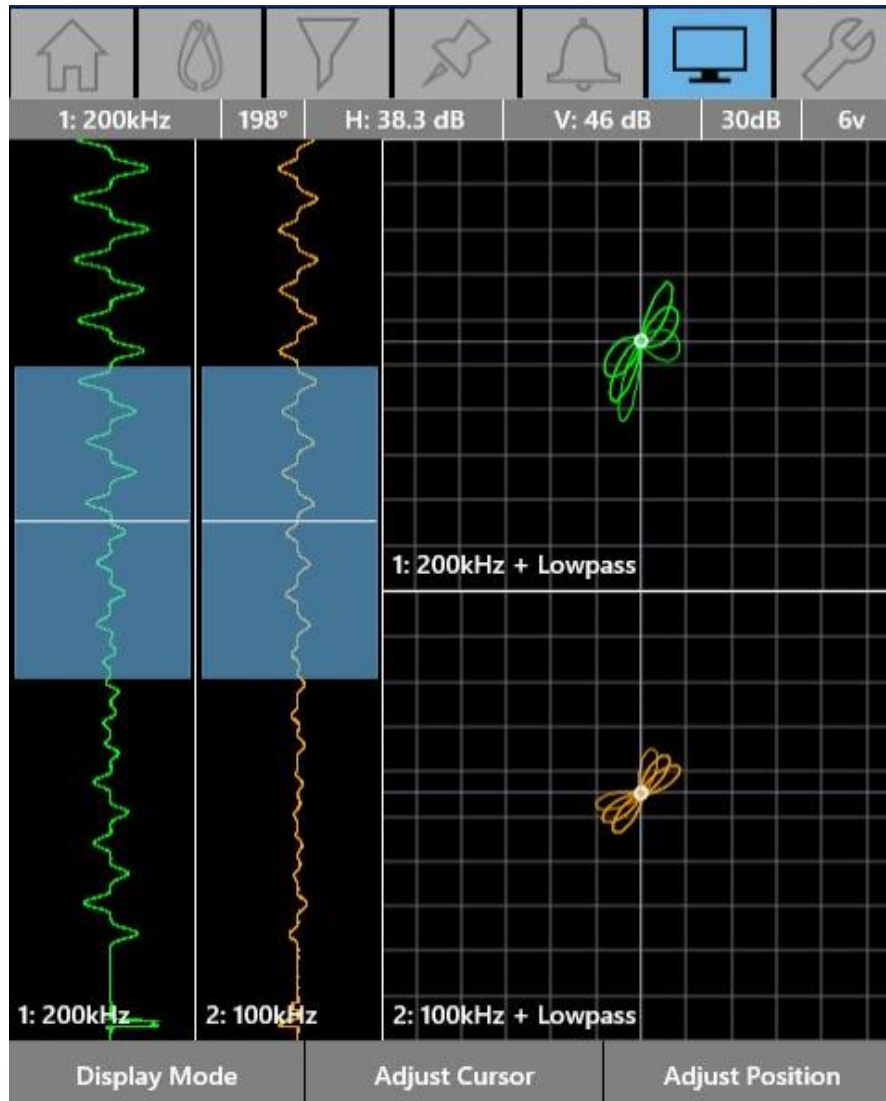 1: 200kHz 198° H: 38.3 dB V: 46 dB 30dB 6v
1: 200kHz + Lowpass
1: 200kHz 2: 100kHz 2: 100kHz + Lowpass
Display Mode Adjust Cursor Adjust Position